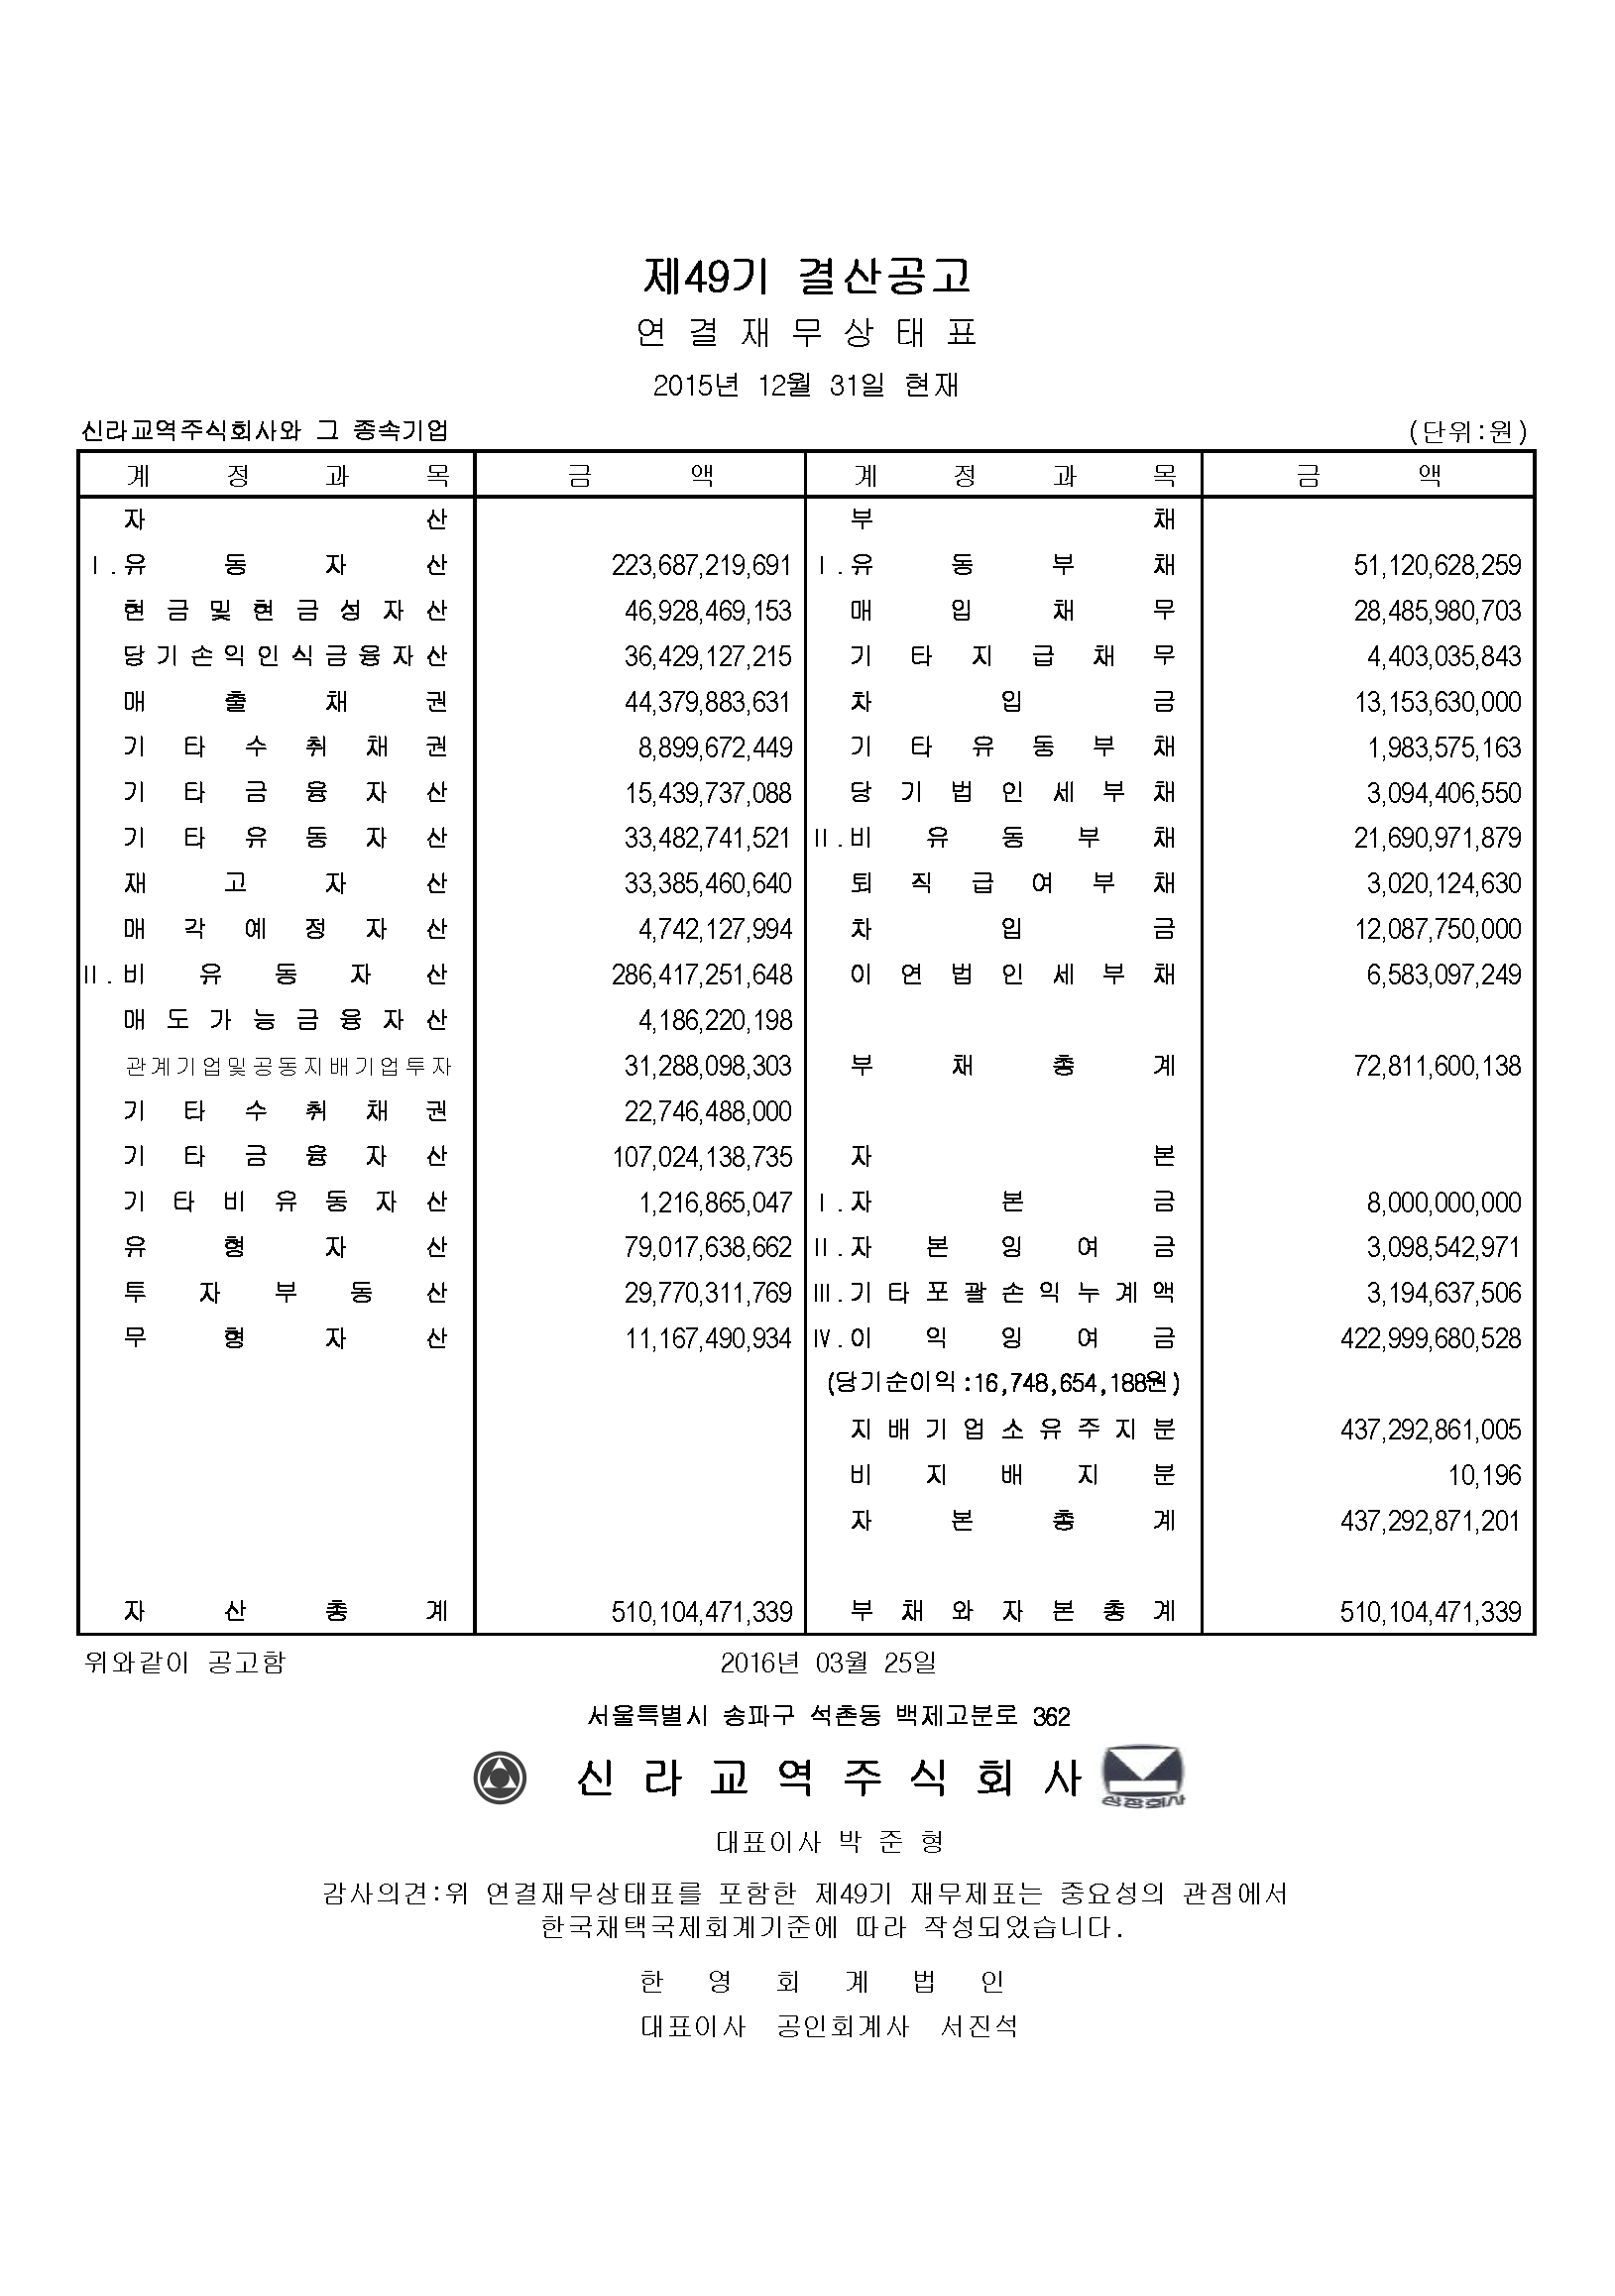 제49기 결산공고
연 결 재 무 상 태 표
2015년 12월 31일 현재
신라교역주식회사와 그 종속기업 (단위:원)
계 정 과 목 금 액 계 정 과 목 금 액
자 산 부 채
Ⅰ.유 동 자 산 223,687,219,691 Ⅰ.유 동 부 채 51,120,628,259
현 금 및 현 금 성 자 산 46,928,469,153 매 입 채 무 28,485,980,703
당기손익인식금융자산 36,429,127,215 기 타 지 급 채 무 4,403,035,843
매 출 채 권 44,379,883,631 차 입 금 13,153,630,000
기 타 수 취 채 권 8,899,672,449 기 타 유 동 부 채 1,983,575,163
기 타 금 융 자 산 15,439,737,088 당 기 법 인 세 부 채 3,094,406,550
기 타 유 동 자 산 33,482,741,521 Ⅱ.비 유 동 부 채 21,690,971,879
재 고 자 산 33,385,460,640 퇴 직 급 여 부 채 3,020,124,630
매 각 예 정 자 산 4,742,127,994 차 입 금 12,087,750,000
Ⅱ.비 유 동 자 산 286,417,251,648 이 연 법 인 세 부 채 6,583,097,249
매 도 가 능 금 융 자 산 4,186,220,198
관계기업및공동지배기업투자 31,288,098,303 부 채 총 계 72,811,600,138
기 타 수 취 채 권 22,746,488,000
기 타 금 융 자 산 107,024,138,735 자 본
기 타 비 유 동 자 산 1,216,865,047 Ⅰ.자 본 금 8,000,000,000
유 형 자 산 79,017,638,662 Ⅱ.자 본 잉 여 금 3,098,542,971
투 자 부 동 산 29,770,311,769 Ⅲ.기 타 포 괄 손 익 누 계 액 3,194,637,506
무 형 자 산 11,167,490,934 Ⅳ.이 익 잉 여 금 422,999,680,528
(당기순이익:16,748,654,188원)
지 배 기 업 소 유 주 지 분 437,292,861,005
비 지 배 지 분 10,196
자 본 총 계 437,292,871,201
자 산 총 계 510,104,471,339 부 채 와 자 본 총 계 510,104,471,339
위와같이 공고함 2016년 03월 25일
서울특별시 송파구 석촌동 백제고분로 362
신 라 교 역 주 식 회 사 상장회사
대표이사 박 준 형
감사의견:위 연결재무상태표를 포함한 제49기 재무제표는 중요성의 관점에서
한국채택국제회계기준에 따라 작성되었습니다.
한 영 회 계 법 인
대표이사 공인회계사 서진석